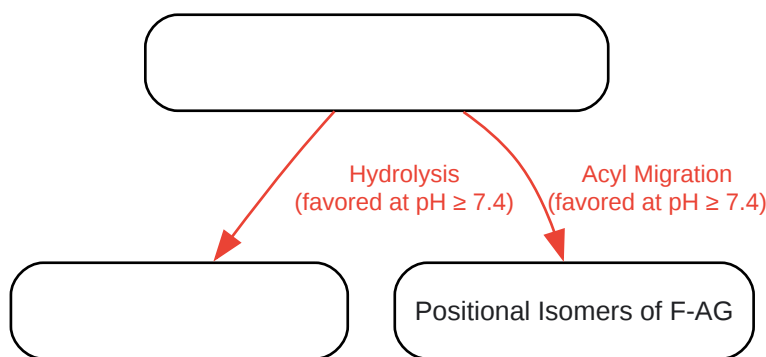 Hydrolysis
(favored at pH ≥ 7.4)
Acyl Migration
(favored at pH ≥ 7.4)
Positional Isomers of F-AG